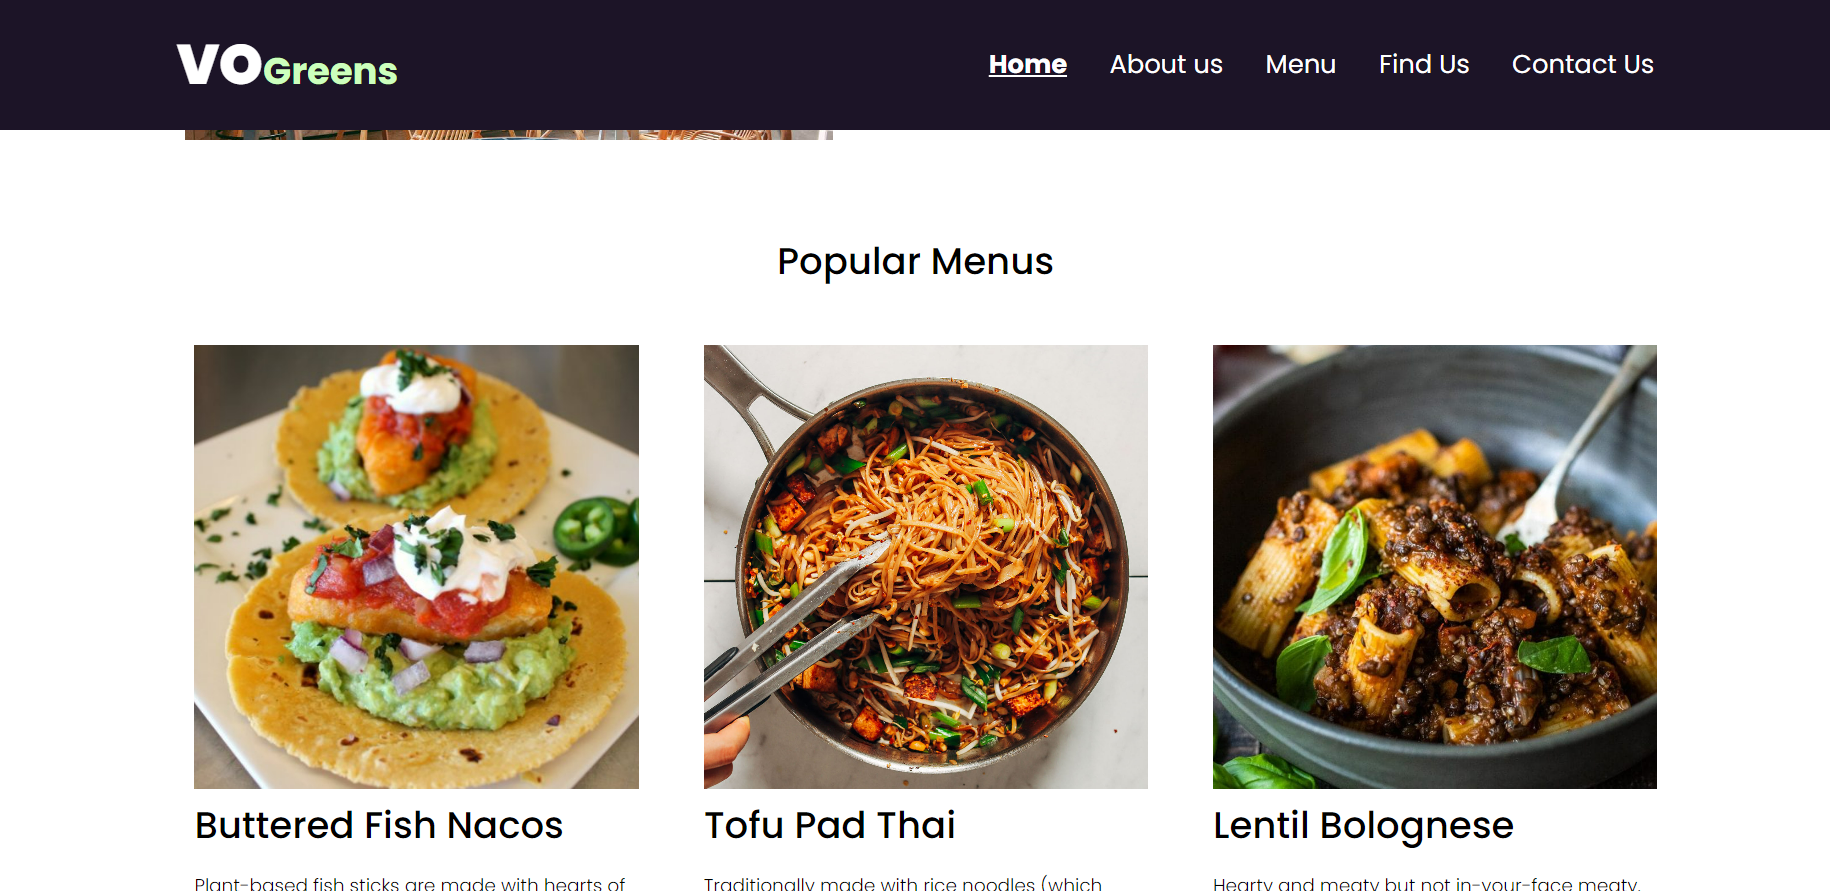 VOGreens
Home About us Menu Find Us Contact Us
Popular Menus
Buttered Fish Nacos
Tofu Pad Thai
Lentil Bolognese
Plant-based fish sticks are made with hearts of
Traditionally made with rice noodles (which
Hearty and meaty but not in-your-face meaty,